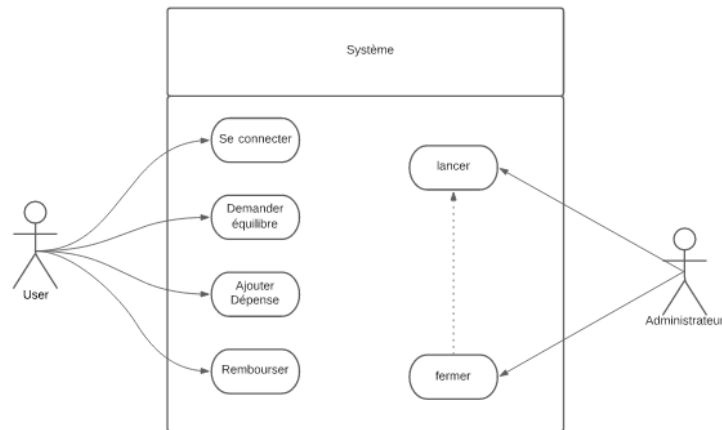 Système
Se connecter
lancer
Demander
équilibre
User
Ajouter
Dépense
Administrateur
Rembourser
fermer